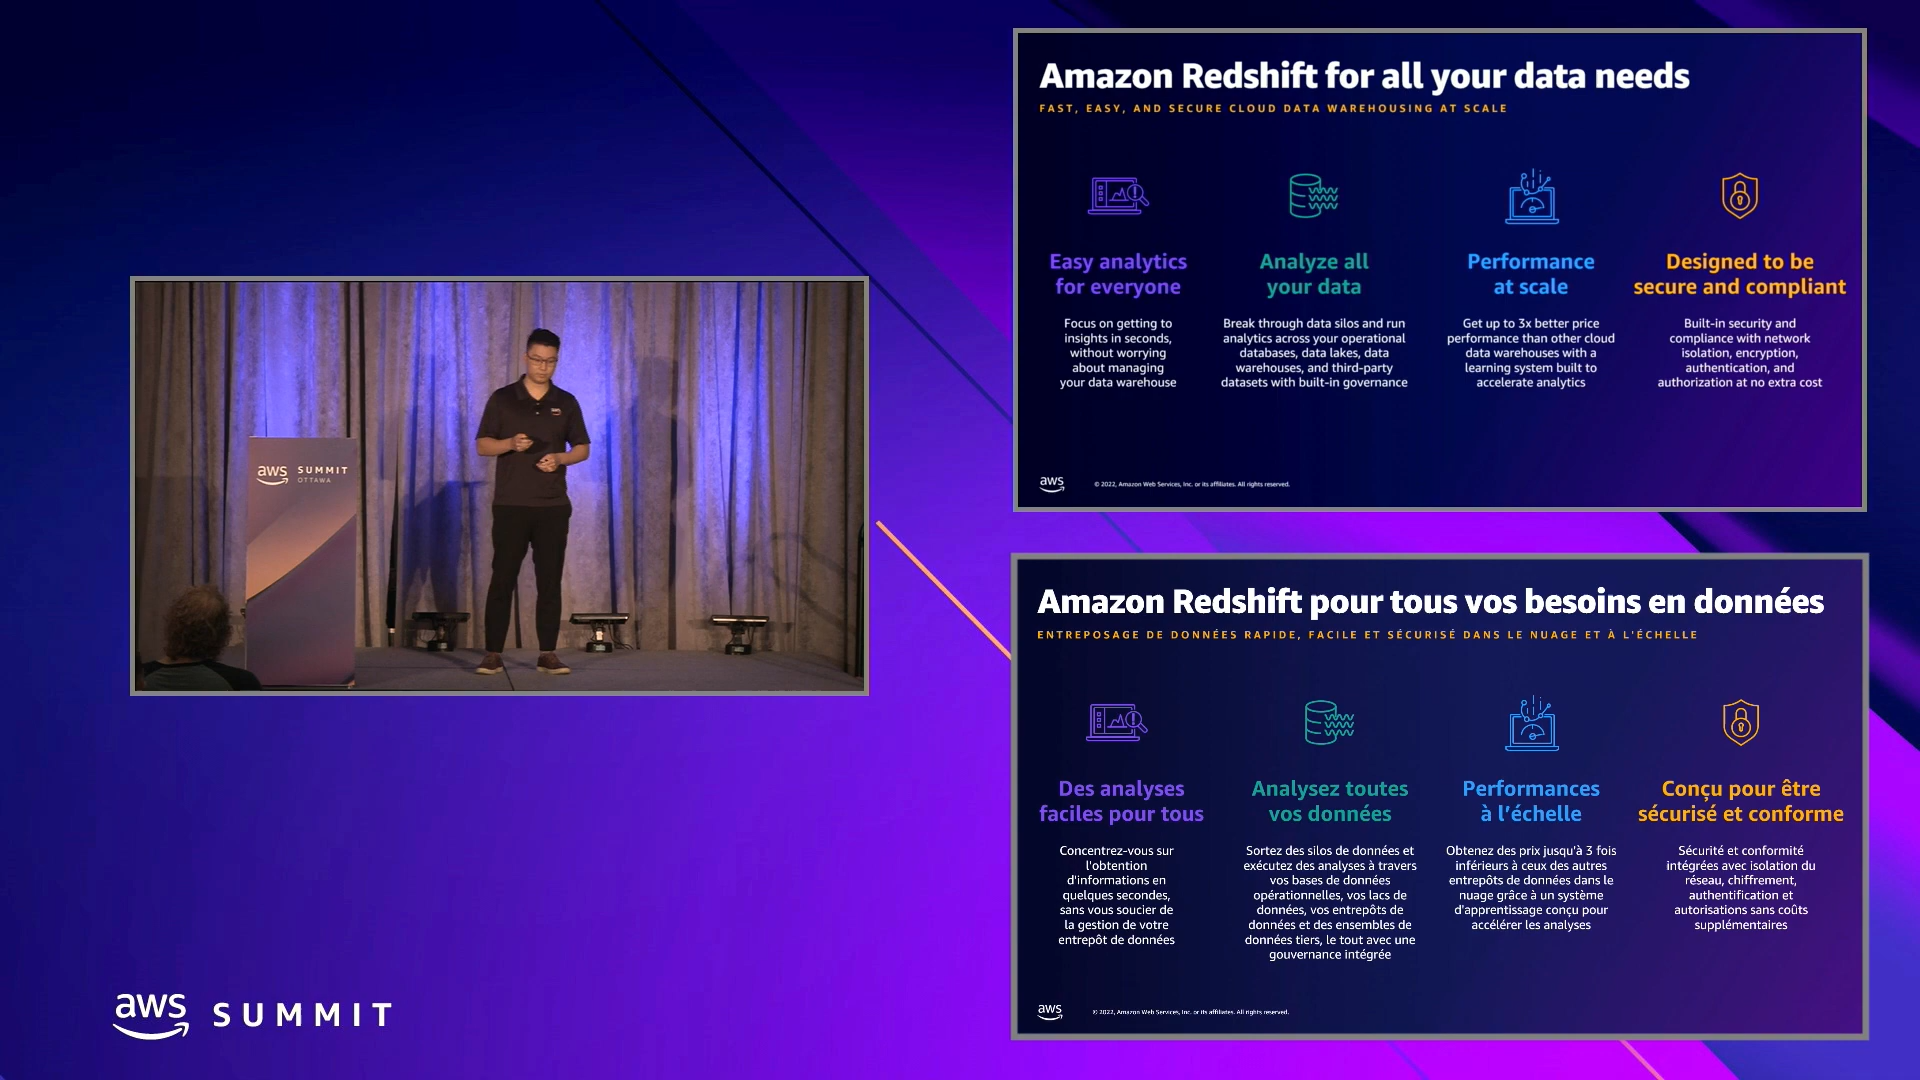 aws SUMMIT
OTTAWA
aws SUMMIT
Amazon Redshift for all your data needs
FAST, EASY, AND SECURE CLOUD DATA WAREHOUSING AT SCALE
Easy analytics
for everyone
Focus on getting to
insights in seconds,
without worrying
about managing
your data warehouse
Analyze all
your data
Break through data silos and run
analytics across your operational
databases, data lakes, data
warehouses, and third-party
datasets with built-in governance
Performance
at scale
Get up to 3x better price
performance than other cloud
data warehouses with a
learning system built to
accelerate analytics
Designed to be
secure and compliant
Built-in security and
compliance with network
isolation, encryption,
authentication, and
authorization at no extra cost
aws
© 2022, Amazon Web Services, Inc. or its affiliates. All rights reserved.
Amazon Redshift pour tous vos besoins en données
ENTREPOSAGE DE DONNÉES RAPIDE, FACILE ET SÉCURISÉ DANS LE NUAGE ET À L'ÉCHELLE
Des analyses
faciles pour tous
Concentrez-vous sur
l'obtention
d'informations en
quelques secondes,
sans vous soucier de
la gestion de votre
entrepôt de données
Analysez toutes
vos données
Sortez des silos de données et
exécutez des analyses à travers
vos bases de données
opérationnelles, vos lacs de
données, vos entrepôts de
données et des ensembles de
données tiers, le tout avec une
gouvernance intégrée
Performances
à l’échelle
Obtenez des prix jusqu'à 3 fois
inférieurs à ceux des autres
entrepôts de données dans le
nuage grâce à un système
d'apprentissage conçu pour
accélérer les analyses
Conçu pour être
sécurisé et conforme
Sécurité et conformité
intégrées avec isolation du
réseau, chiffrement,
authentification et
autorisations sans coûts
supplémentaires
aws
© 2022, Amazon Web Services, Inc. or its affiliates. All rights reserved.